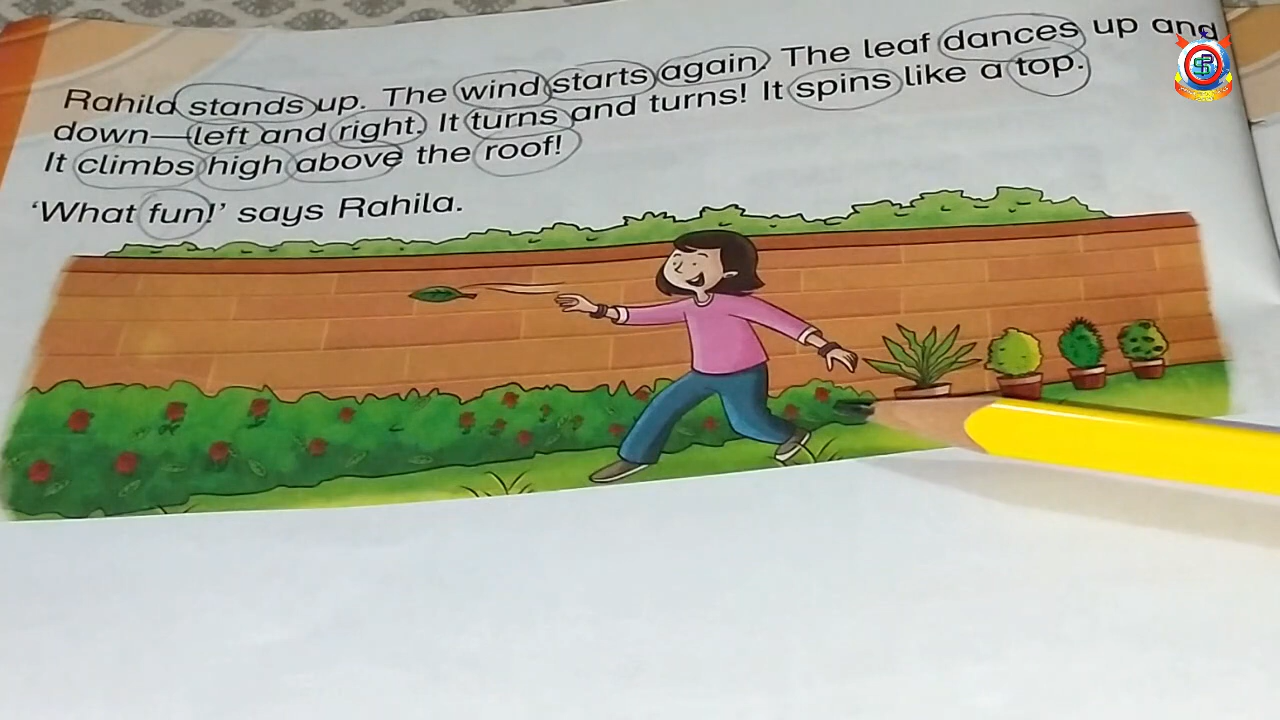 Rahila stands up. The wind starts again. The leaf dances up and
down—left and right. It turns and turns! It spins like a top.
It climbs high above the roof!
‘What fun!’ says Rahila.